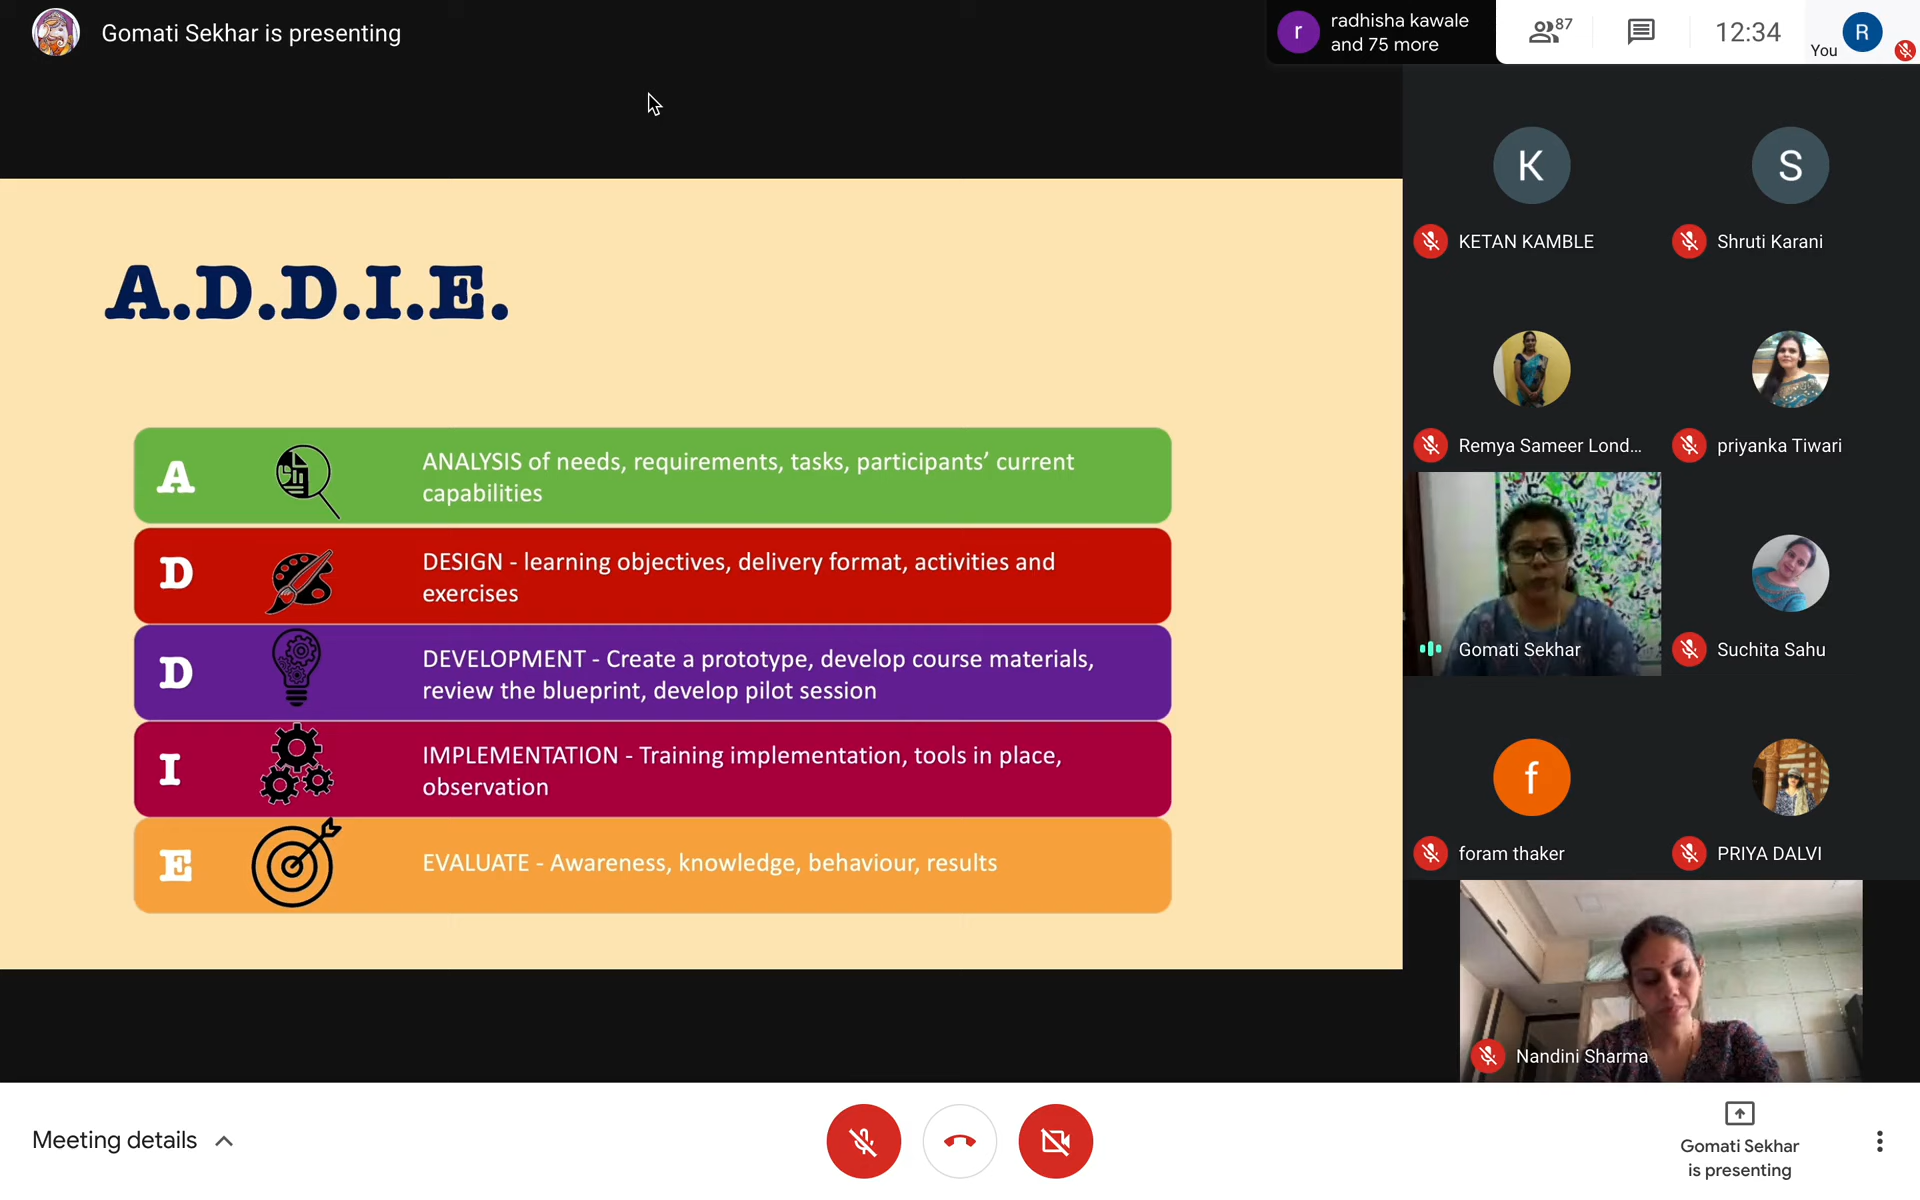 Gomati Sekhar is presenting
r
radhisha kawale
and 75 more
87
12:34
You
R
A.D.D.I.E.
A
ANALYSIS of needs, requirements, tasks, participants’ current
capabilities
D
DESIGN - learning objectives, delivery format, activities and
exercises
D
DEVELOPMENT - Create a prototype, develop course materials,
review the blueprint, develop pilot session
I
IMPLEMENTATION - Training implementation, tools in place,
observation
E
EVALUATE - Awareness, knowledge, behaviour, results
K
KETAN KAMBLE
S
Shruti Karani
Remya Sameer Lond...
priyanka Tiwari
Gomati Sekhar
Suchita Sahu
f
foram thaker
PRIYA DALVI
Nandini Sharma
Meeting details
Gomati Sekhar
is presenting